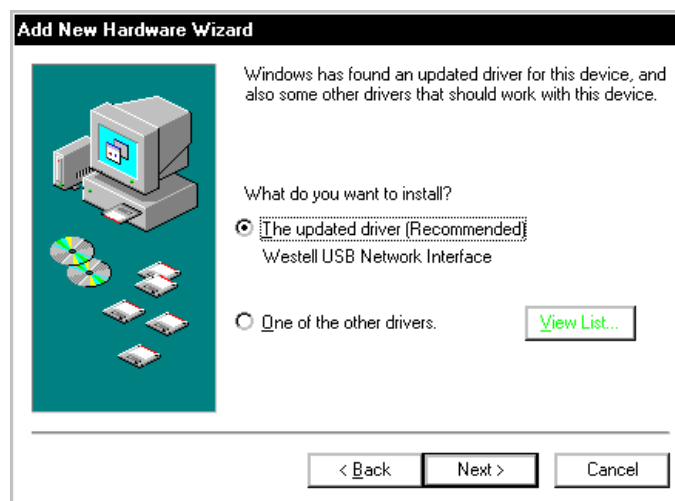 Add New Hardware Wizard
Windows has found an updated driver for this device, and
also some other drivers that should work with this device.
What do you want to install?
The updated driver (Recommended)
Westell USB Network Interface
One of the other drivers.
View List...
< Back
Next >
Cancel